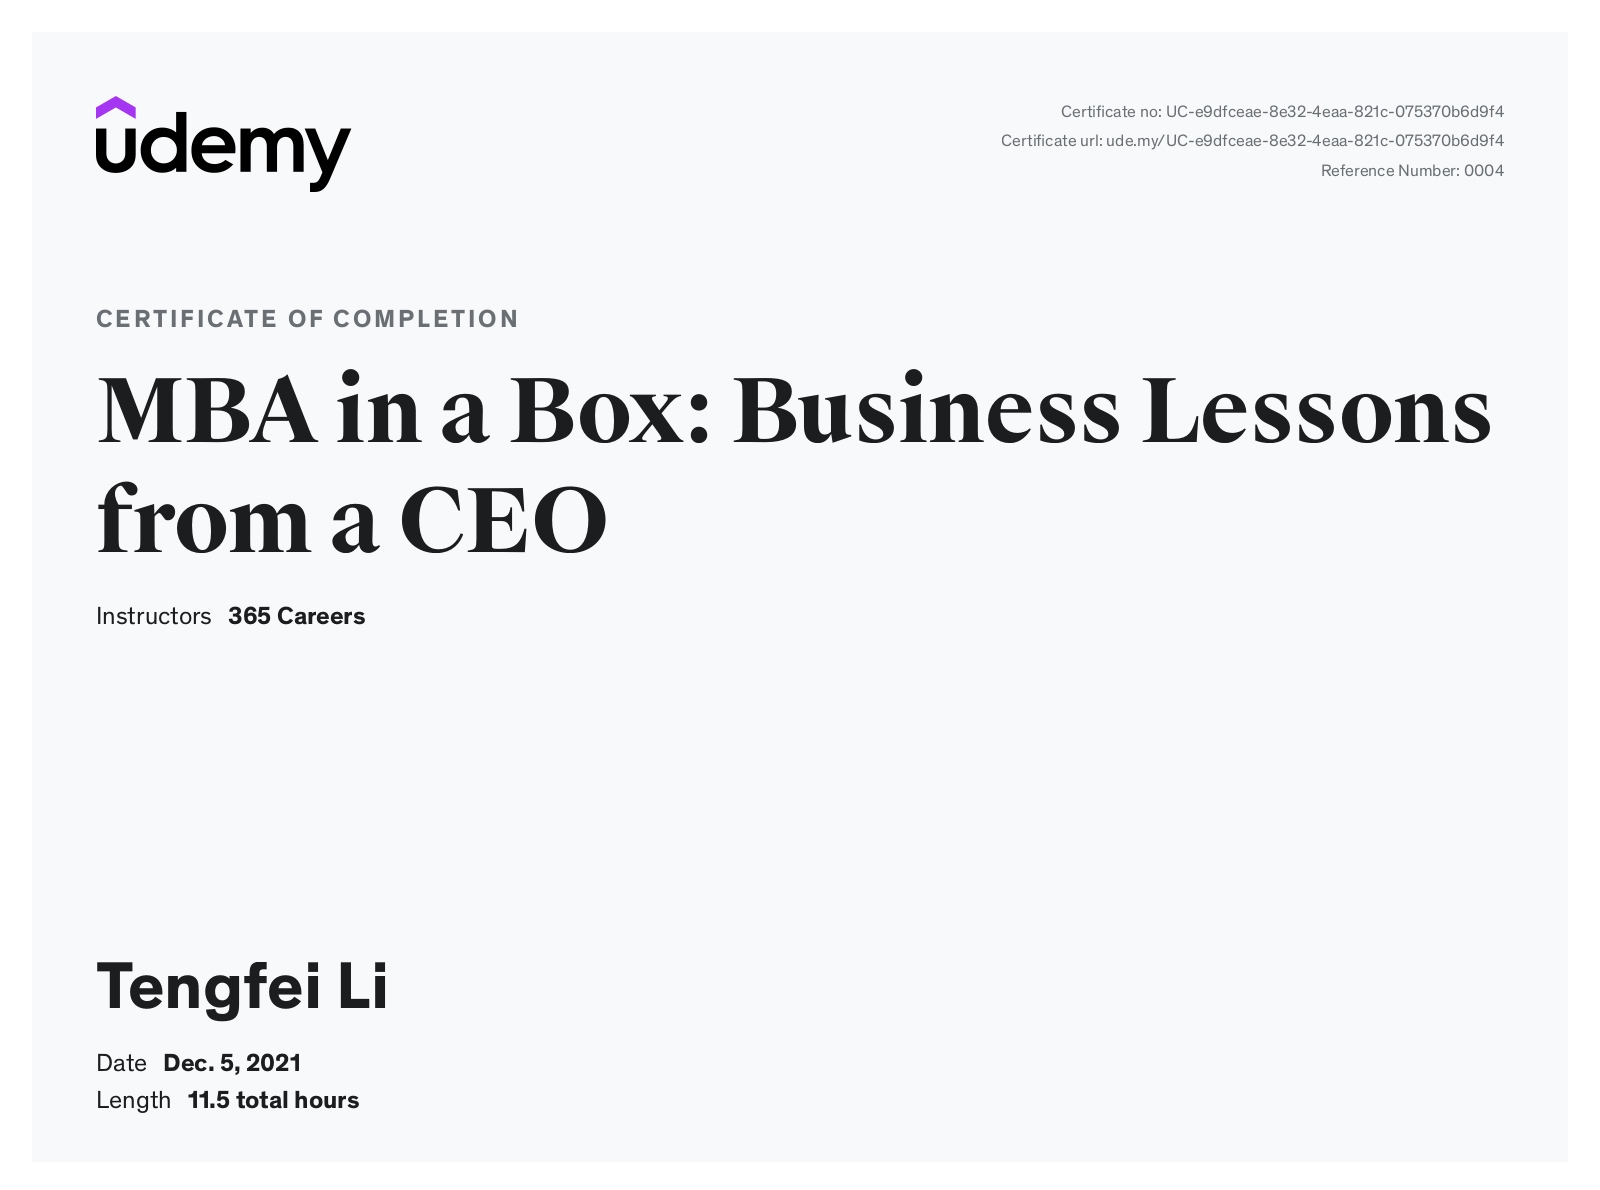 udemy
Certificate no: UC-e9dfceae-8e32-4eaa-821c-075370b6d9f4
Certificate url: ude.my/UC-e9dfceae-8e32-4eaa-821c-075370b6d9f4
Reference Number: 0004
CERTIFICATE OF COMPLETION
MBA in a Box: Business Lessons
from a CEO
Instructors 365 Careers
Tengfei Li
Date Dec. 5, 2021
Length 11.5 total hours